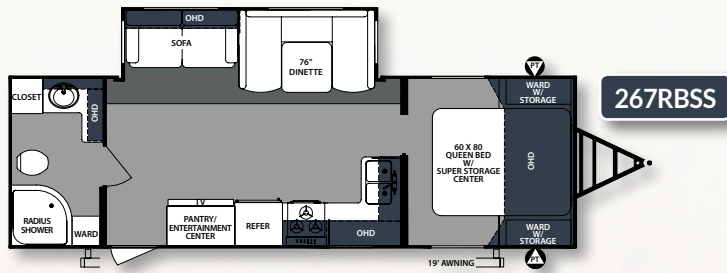 OHD
SOFA
76"
DINETTE
CLOSET
OHD
RADIUS
SHOWER
WARD
PANTRY/
ENTERTAINMENT
CENTER
REFER
OHD
60 X 80
QUEEN BED
W/
SUPER STORAGE
CENTER
OHD
PT
WARD
W/
STORAGE
WARD
W/
STORAGE
PT
19' AWNING
267RBSS